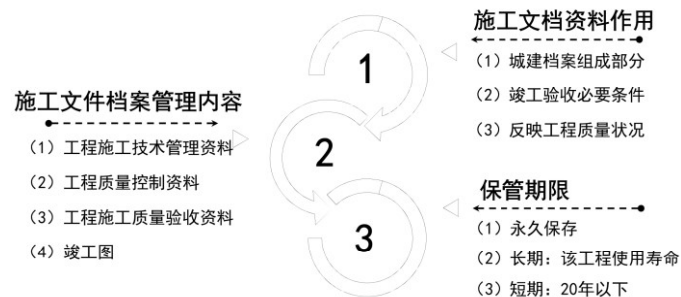 1
施工文档资料作用
（1）城建档案组成部分
（2）竣工验收必要条件
（3）反映工程质量状况
施工文件档案管理内容
（1）工程施工技术管理资料
（2）工程质量控制资料
（3）工程施工质量验收资料
（4）竣工图
2
3
保管期限
（1）永久保存
（2）长期：该工程使用寿命
（3）短期：20年以下